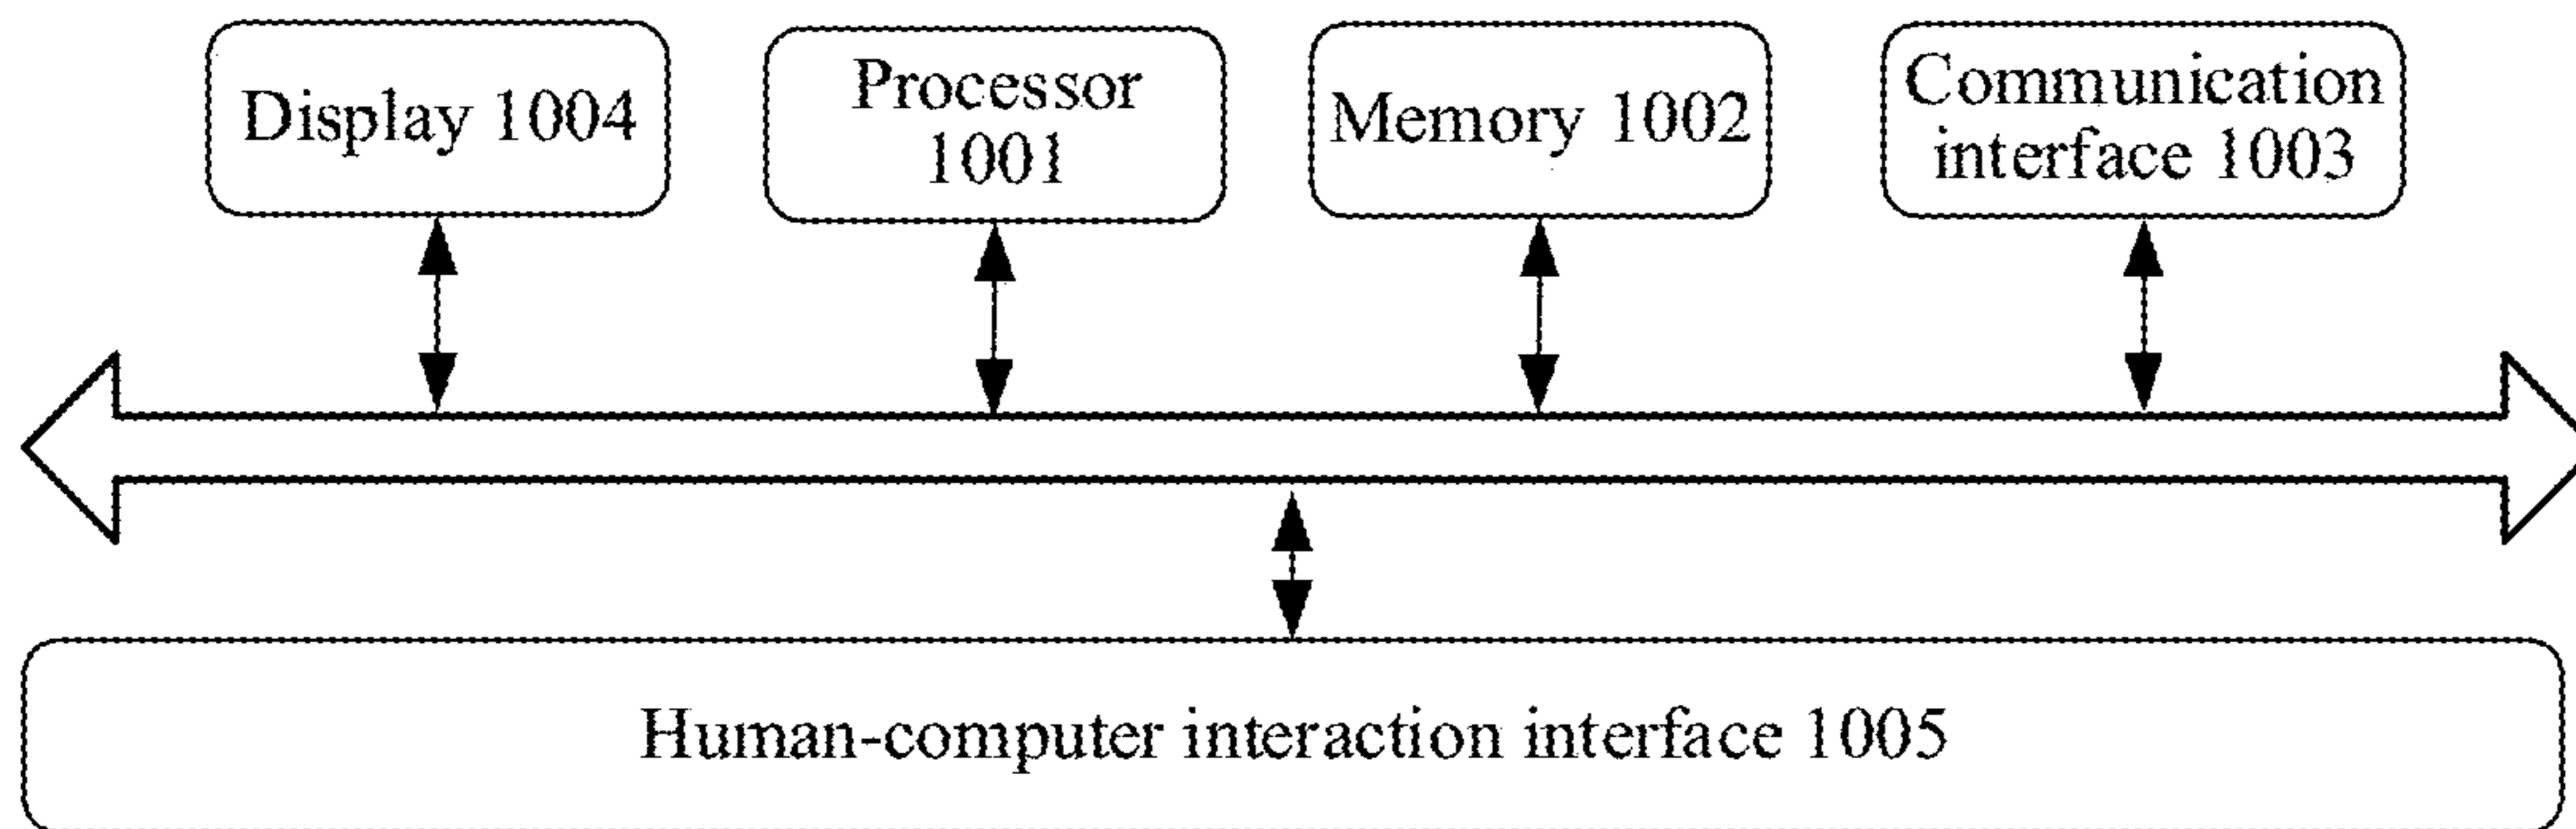 Display 1004
Processor
1001
Memory 1002
Communication
interface 1003
Human-computer interaction interface 1005